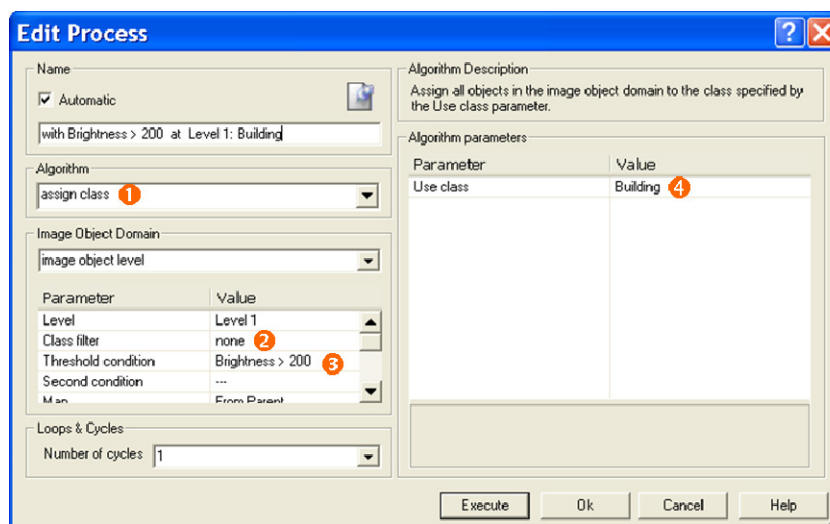 Edit Process
Name
Automatic
with Brightness > 200 at Level 1: Building
Algorithm
assign class 1
Image Object Domain
image object level
Parameter Value
Level Level 1
Class filter none 2
Threshold condition Brightness > 200 3
Second condition ---
Map From Parent
Loops & Cycles
Number of cycles 1
Algorithm Description
Assign all objects in the image object domain to the class specified by
the Use class parameter.
Algorithm parameters
Parameter Value
Use class Building 4
Execute Ok Cancel Help